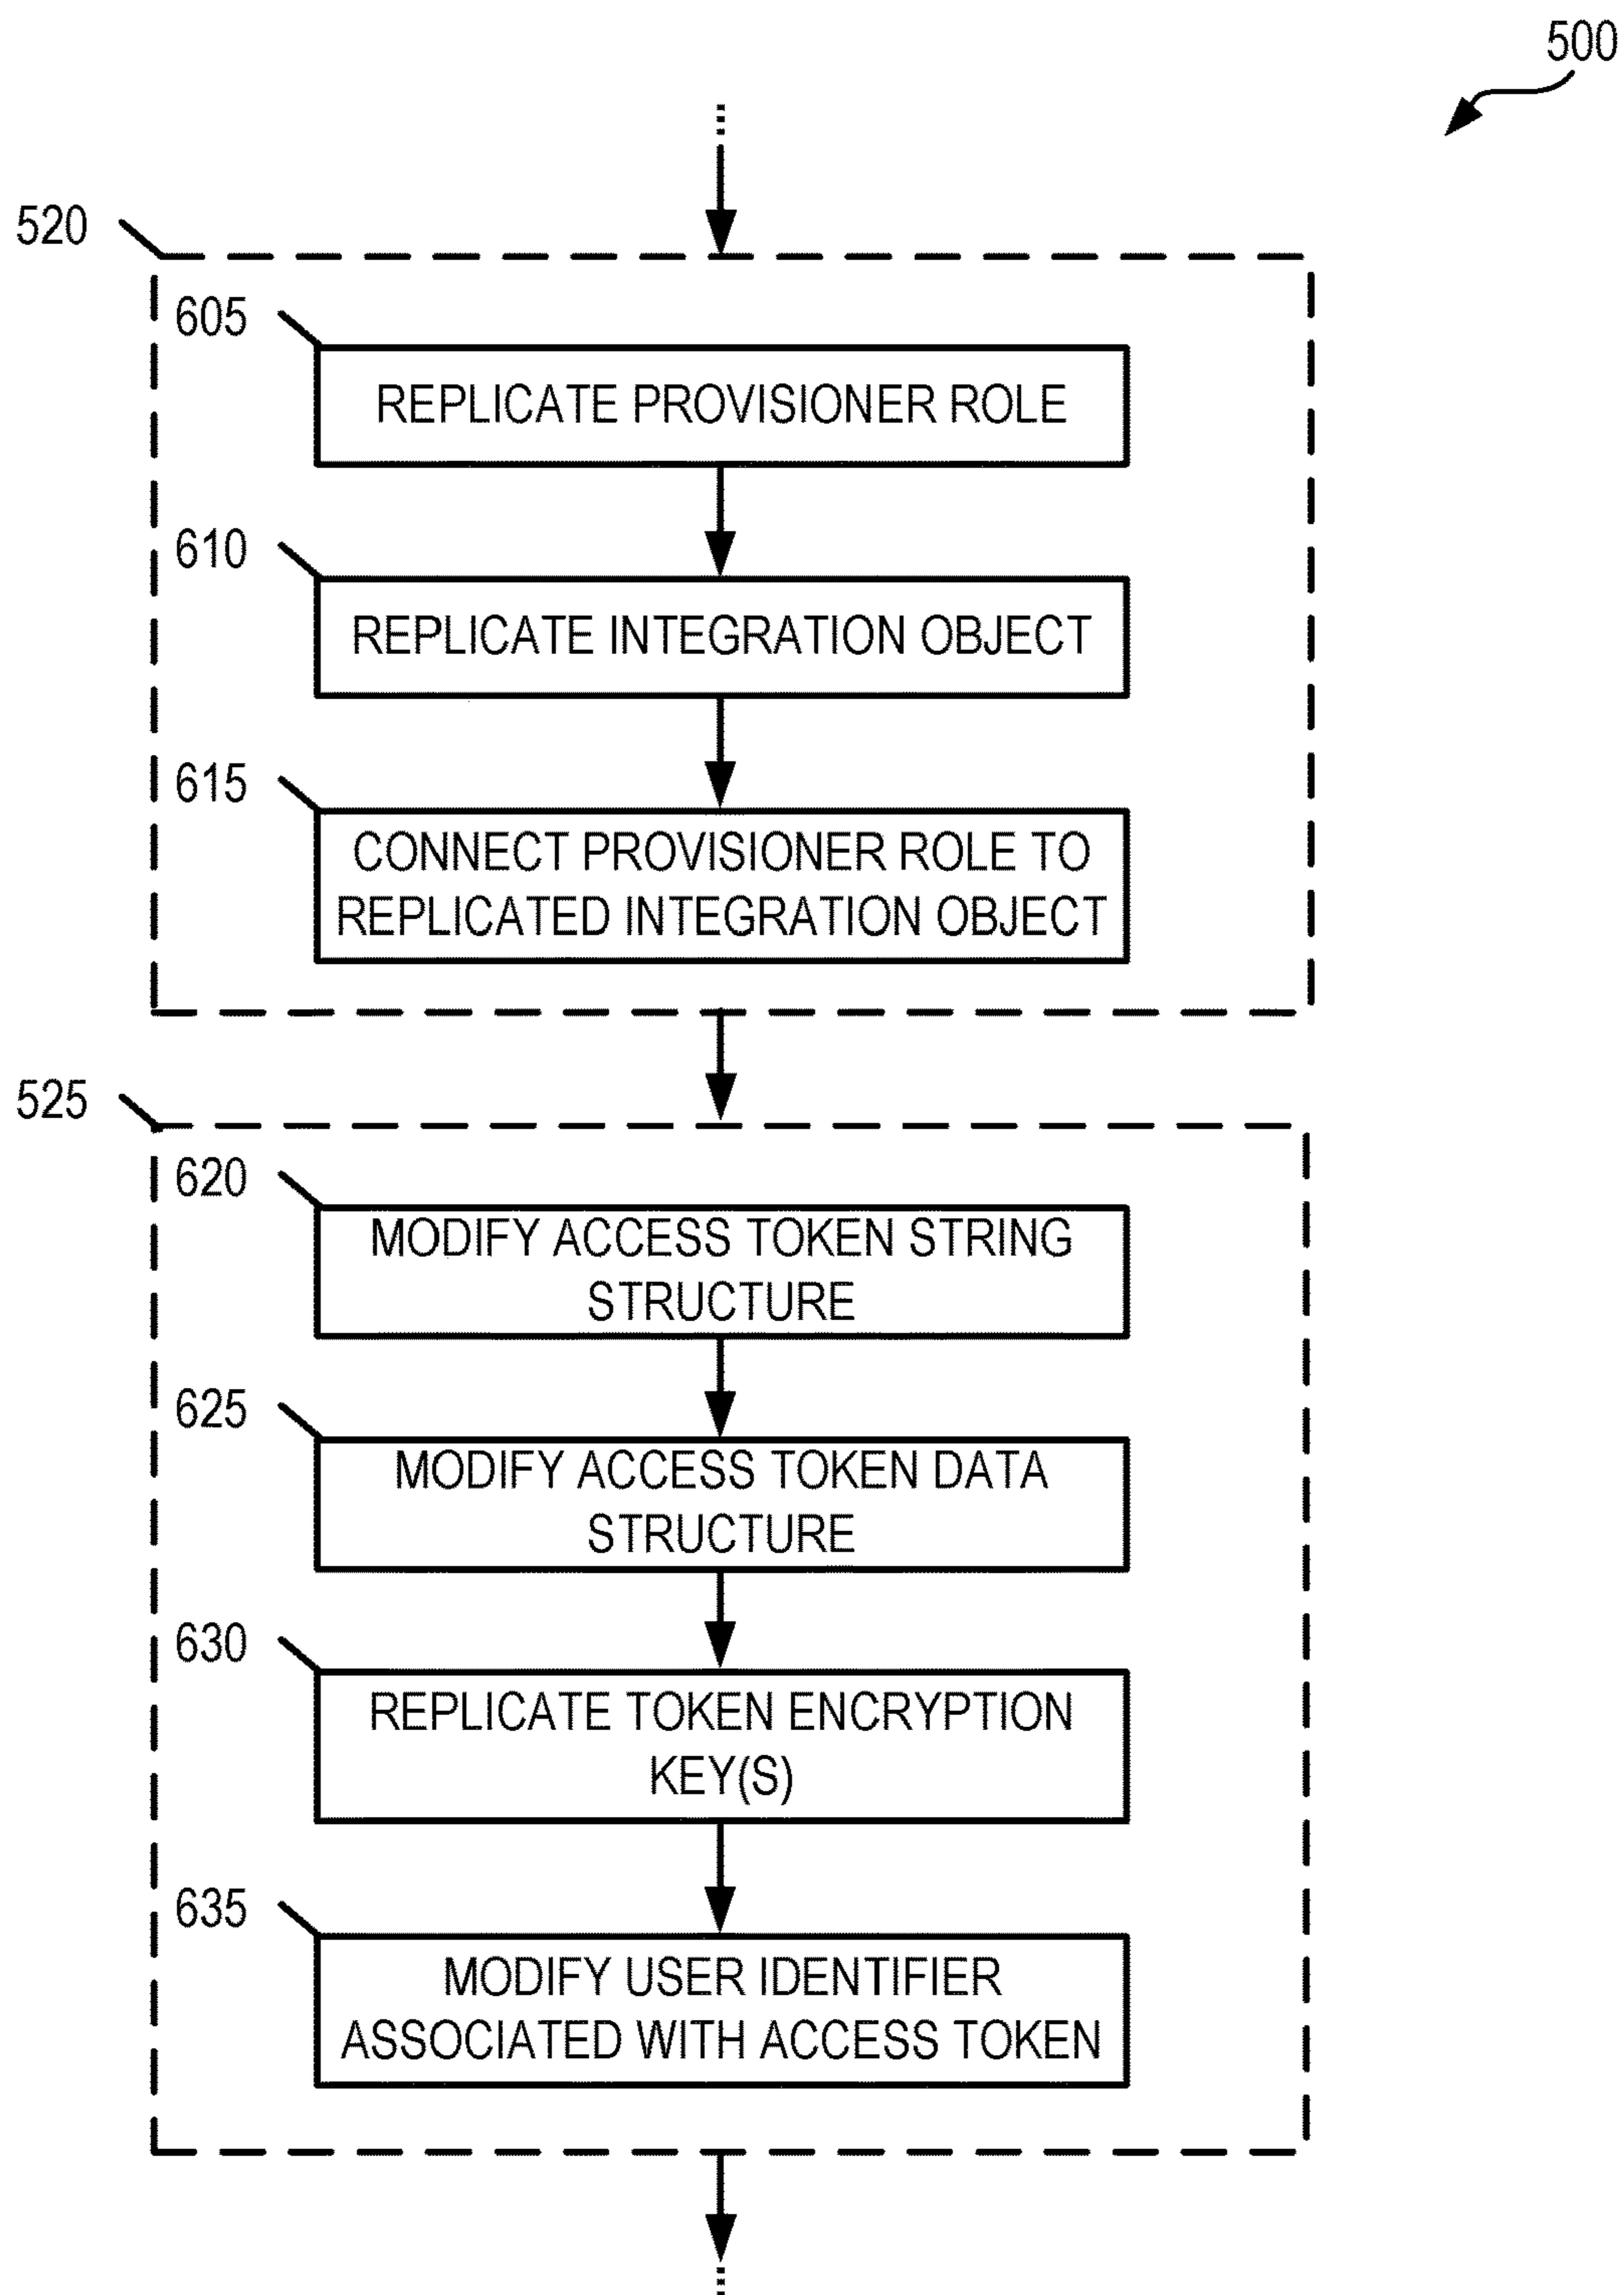 500
520
605
REPLICATE PROVISIONER ROLE
610
REPLICATE INTEGRATION OBJECT
615
CONNECT PROVISIONER ROLE TO
REPLICATED INTEGRATION OBJECT
525
620
MODIFY ACCESS TOKEN STRING
STRUCTURE
625
MODIFY ACCESS TOKEN DATA
STRUCTURE
630
REPLICATE TOKEN ENCRYPTION
KEY(S)
635
MODIFY USER IDENTIFIER
ASSOCIATED WITH ACCESS TOKEN